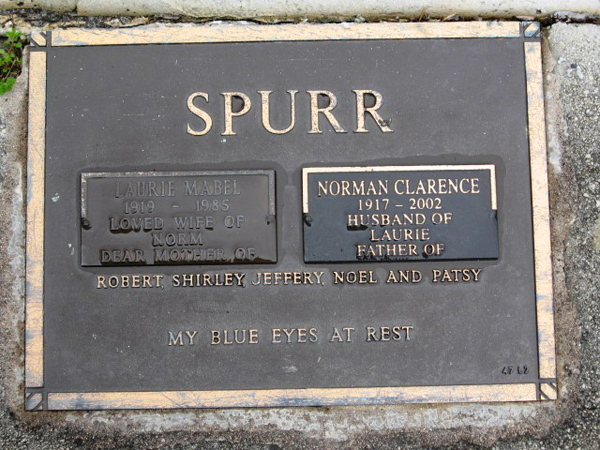 SPURR
LAURIE MABEL
1919 - 1985
LOVED WIFE OF
NORM
DEAR MOTHER OF
NORMAN CLARENCE
1917 - 2002
HUSBAND OF
LAURIE
FATHER OF
ROBERT, SHIRLEY, JEFFERY, NOEL AND PATSY
MY BLUE EYES AT REST